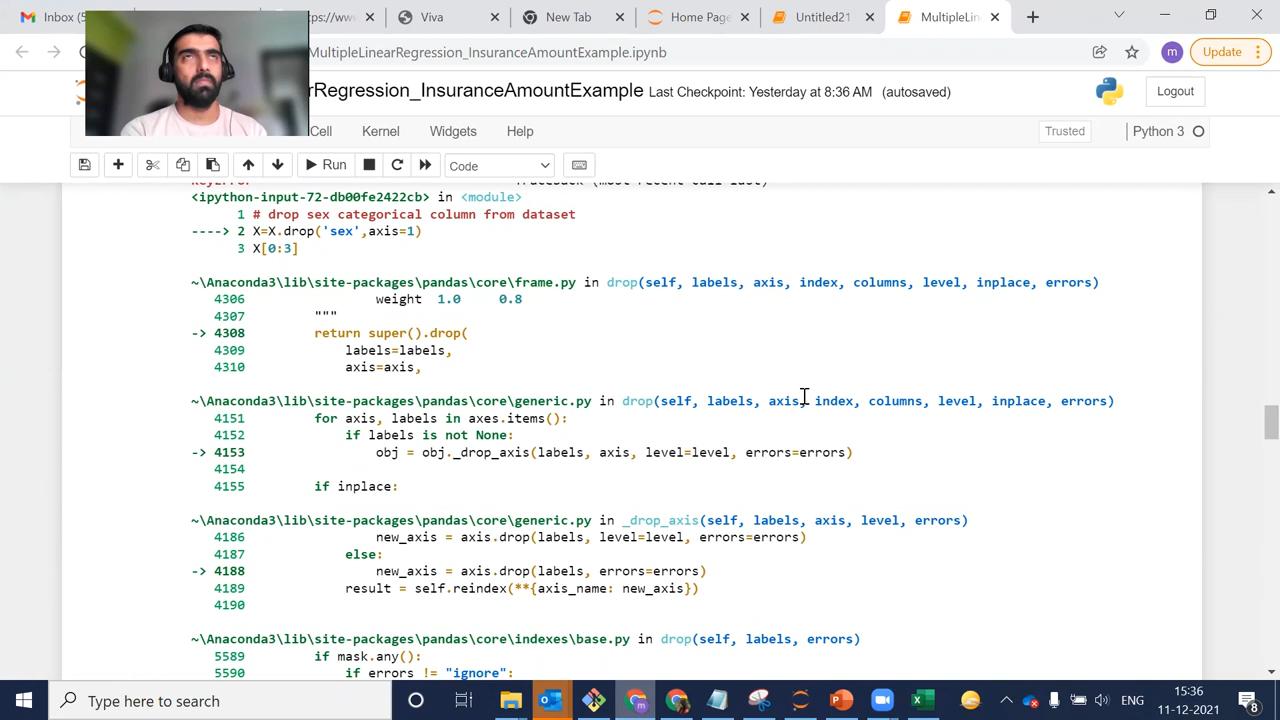 Inbox (5
https://www.
Viva
New Tab
Home Page
Untitled21
MultipleLin
MultipleLinearRegression_InsuranceAmountExample.ipynb
m
Update
rRegression_InsuranceAmountExample Last Checkpoint: Yesterday at 8:36 AM (autosaved)
Logout
Cell Kernel Widgets Help
Trusted
Python 3
Run
Code
KeyError Traceback (most recent call last)
<ipython-input-72-db00fe2422cb> in <module>
1 # drop sex categorical column from dataset
----> 2 X=X.drop('sex',axis=1)
3 X[0:3]
~\Anaconda3\lib\site-packages\pandas\core\frame.py in drop(self, labels, axis, index, columns, level, inplace, errors)
4306 weight 1.0 0.8
4307 """
-> 4308 return super().drop(
4309 labels=labels,
4310 axis=axis,
~\Anaconda3\lib\site-packages\pandas\core\generic.py in drop(self, labels, axis, index, columns, level, inplace, errors)
4151 for axis, labels in axes.items():
4152 if labels is not None:
-> 4153 obj = obj._drop_axis(labels, axis, level=level, errors=errors)
4154
4155 if inplace:
~\Anaconda3\lib\site-packages\pandas\core\generic.py in _drop_axis(self, labels, axis, level, errors)
4186 new_axis = axis.drop(labels, level=level, errors=errors)
4187 else:
-> 4188 new_axis = axis.drop(labels, errors=errors)
4189 result = self.reindex(**{axis_name: new_axis})
4190
~\Anaconda3\lib\site-packages\pandas\core\indexes\base.py in drop(self, labels, errors)
5589 if mask.any():
5590 if errors != "ignore":
Type here to search
ENG
15:36
11-12-2021
8